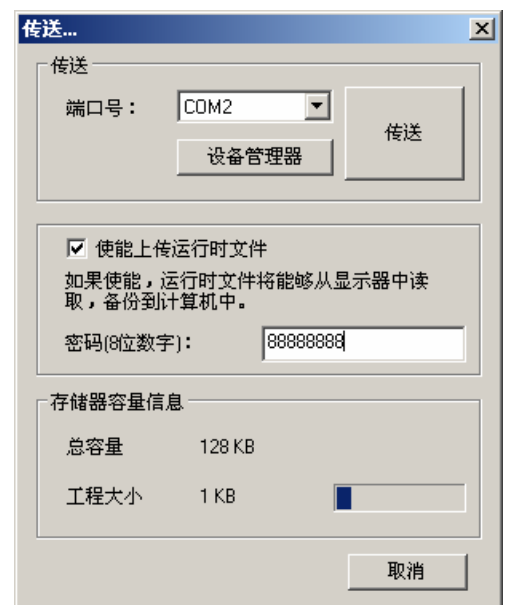 传送...
传送
端口号： COM2
传送
设备管理器
使能上传运行时文件
如果使能，运行时文件将能够从显示器中读
取，备份到计算机中。
密码(8位数字)： 88888888
存储器容量信息
总容量 128 KB
工程大小 1 KB
取消